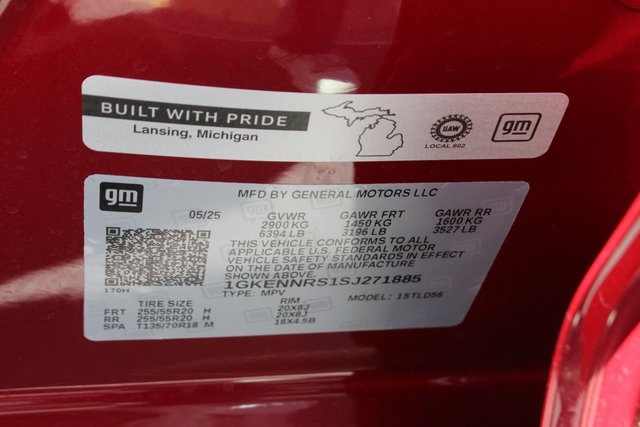 BUILT WITH PRIDE
Lansing, Michigan
UAW
LOCAL 602
gm
gm
MFD BY GENERAL MOTORS LLC
05/25 GVWR GAWR FRT GAWR RR
2900 KG 1450 KG 1600 KG
6394 LB 3196 LB 3527 LB
THIS VEHICLE CONFORMS TO ALL
APPLICABLE U.S. FEDERAL MOTOR
VEHICLE SAFETY STANDARDS IN EFFECT
ON THE DATE OF MANUFACTURE
SHOWN ABOVE.
170H
1GKENNRS1SJ271885
TYPE: MPV MODEL: 1STLD56
TIRE SIZE RIM
FRT 255/55R20 H 20X8J
RR 255/55R20 H 20X8J
SPA T135/70R18 M 18X4.5B